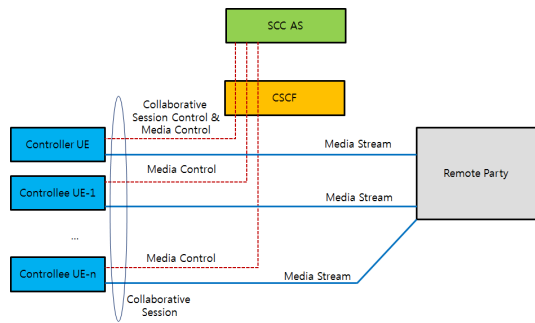 SCC AS
CSCF
Collaborative
Session Control &
Media Control
Controller UE
Media Stream
Remote Party
Media Control
Controllee UE-1
Media Stream
...
Media Control
Controllee UE-n
Media Stream
Collaborative
Session